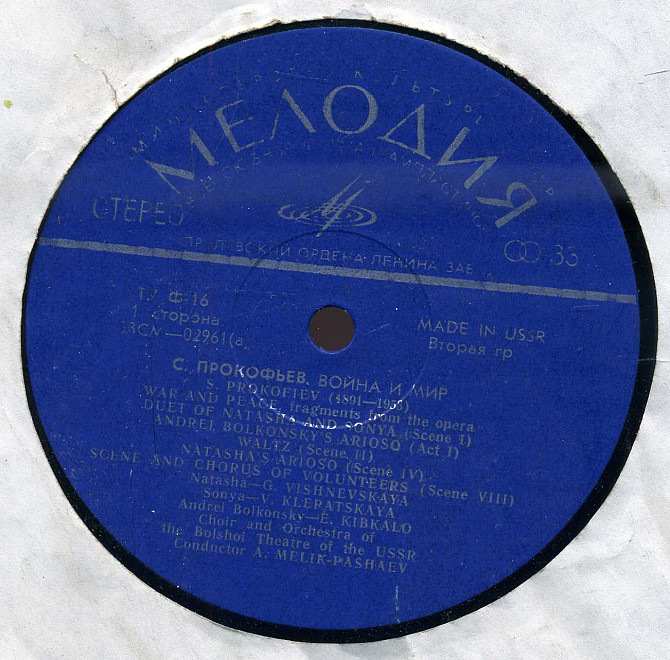 МЕЛОДИЯ
СТЕРЕО
33
ОРДЕНА ЛЕНИНА
1 сторона
—02961(а)
MADE IN USSR
Вторая гр
С. ПРОКОФЬЕВ. ВОЙНА И МИР
S. PROKOFIEV (1891—1953)
WAR AND PEACE, fragments from the opera
DUET OF NATASHA AND SONYA (Scene I)
ANDREI BOLKONSKY'S ARIOSO (Act I)
WALTZ (Scene II)
NATASHA'S ARIOSO (Scene IV)
SCENE AND CHORUS OF VOLUNTEERS (Scene VIII)
Natasha—G. VISHNEVSKAYA
Sonya—V. KLEPATSKAYA
Andrei Bolkonsky—E. KIBKALO
Choir and Orchestra of
the Bolshoi Theatre of the USSR
Conductor A. MELIK-PASHAEV